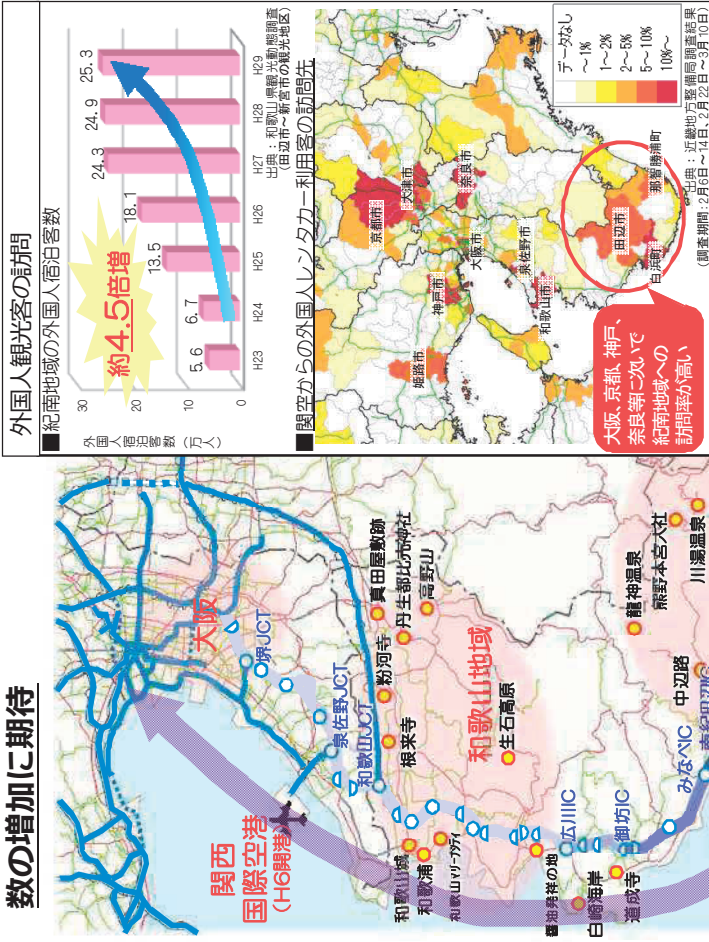 数の増加に期待
大阪
堺JCT
泉佐野JCT
関西
国際空港
(H6開港)
和歌山JCT
真田屋敷跡
丹生都比売神社
高野山
粉河寺
根来寺
和歌山城
和歌浦
和歌山マリーナシティ
和歌山地域
生石高原
醤油発祥の地
広川IC
白崎海岸
御坊IC
道成寺
みなべIC
南紀田辺IC
中辺路
龍神温泉
熊野本宮大社
川湯温泉
外国人観光客の訪問
■紀南地域の外国人宿泊客数
外国人宿泊客数（万人）
30
20
10
0
約4.5倍増
5.6
6.7
13.5
18.1
24.3
24.9
25.3
H23
H24
H25
H26
H27
H28
H29
出典：和歌山県観光動態調査
(田辺市～新宮市の観光地区)
■関空からの外国人レンタカー利用客の訪問先
データなし
～1%
1～2%
2～5%
5～10%
10%～
京都市
大津市
奈良市
姫路市
神戸市
大阪市
泉佐野市
和歌山市
田辺市
白浜町
那智勝浦町
大阪、京都、神戸、
奈良等に次いで
紀南地域への
訪問率が高い
出典：近畿地方整備局調査結果
(調査期間：2月6日～14日、2月22日～3月10日)